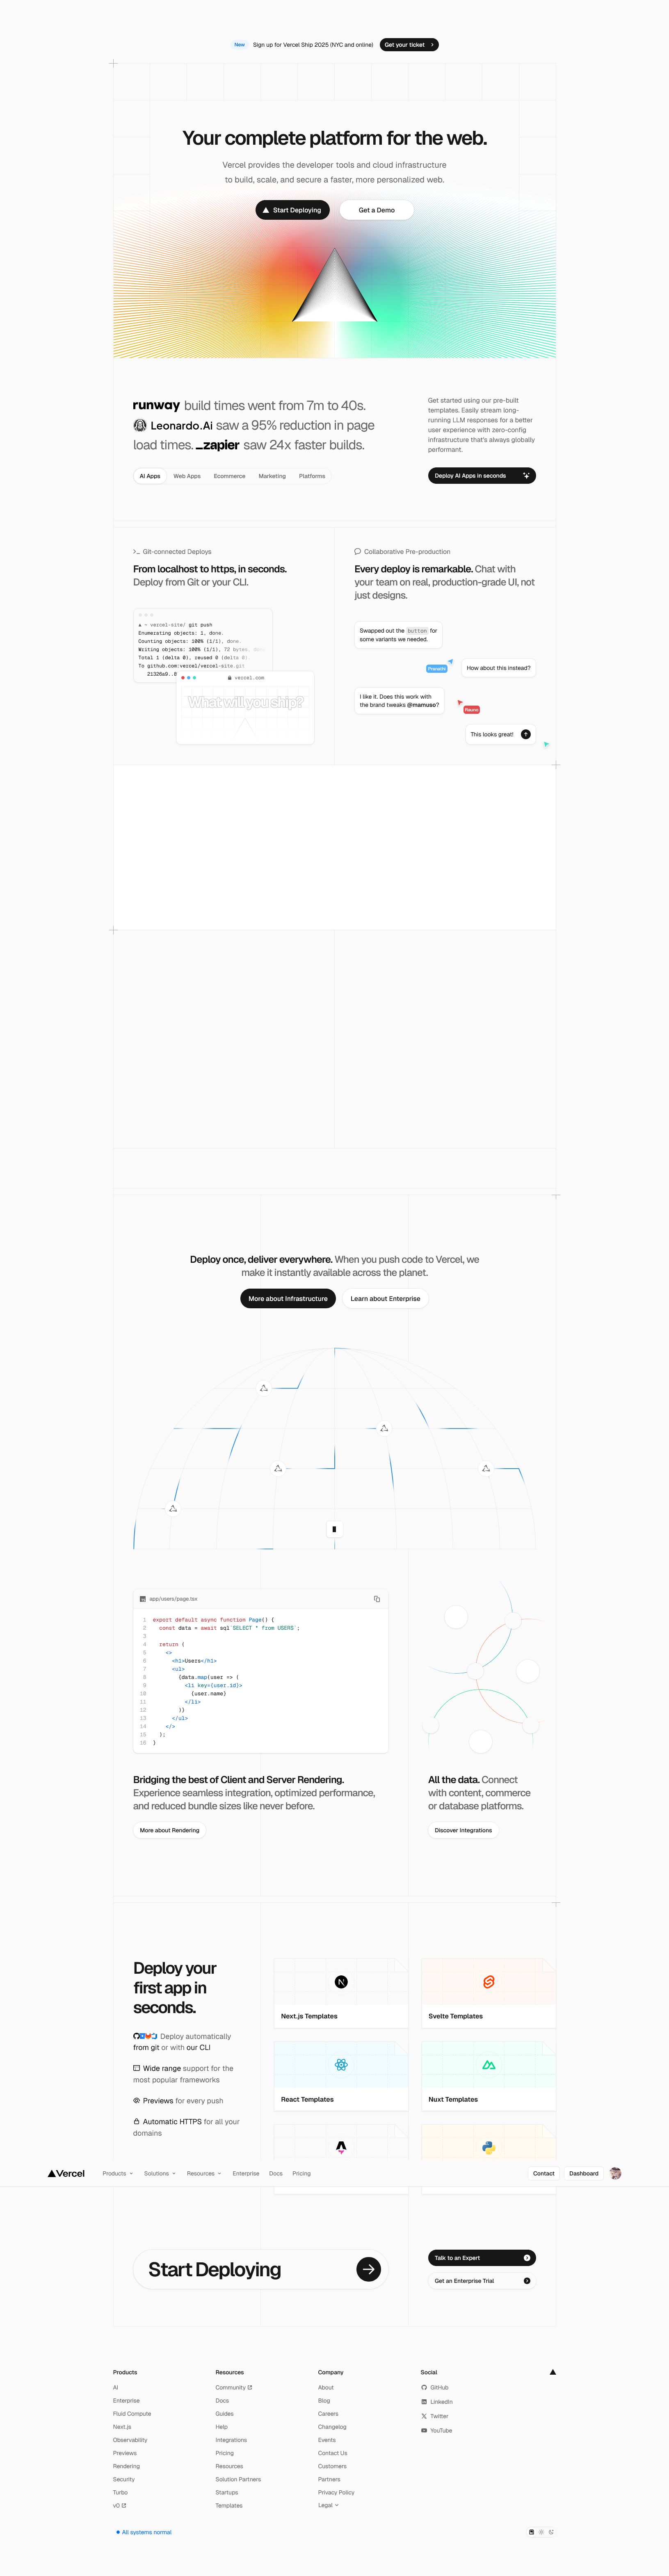 New Sign up for Vercel Ship 2025 (NYC and online) Get your ticket
Your complete platform for the web.
Vercel provides the developer tools and cloud infrastructure
to build, scale, and secure a faster, more personalized web.
Start Deploying Get a Demo
runway build times went from 7m to 40s.
Leonardo.Ai saw a 95% reduction in page
load times. zapier saw 24x faster builds.
Get started using our pre-built
templates. Easily stream long-
running LLM responses for a better
user experience with zero-config
infrastructure that's always globally
performant.
AI Apps Web Apps Ecommerce Marketing Platforms
Deploy AI Apps in seconds
Git-connected Deploys
From localhost to https, in seconds.
Deploy from Git or your CLI.
▲ ~ vercel-site/ git push
Enumerating objects: 1, done.
Counting objects: 100% (1/1), done.
Writing objects: 100% (1/1), 72 bytes
Total 1 (delta 0), reused 0 (delta 0).
To github.com:vercel/vercel-site.git
21326a9..8
vercel.com
What will you ship?
Collaborative Pre-production
Every deploy is remarkable. Chat with
your team on real, production-grade UI, not
just designs.
Swapped out the button for
some variants we needed.
How about this instead?
I like it. Does this work with
the brand tweaks @mamuso?
This looks great!
Deploy once, deliver everywhere. When you push code to Vercel, we
make it instantly available across the planet.
More about Infrastructure Learn about Enterprise
app/users/page.tsx
1 export default async function Page() {
2 const data = await sql`SELECT * from USERS`;
3
4 return (
5 <>
6 <h1>Users</h1>
7 <ul>
8 {data.map(user => (
9 <li key={user.id}>
10 {user.name}
11 </li>
12 ))}
13 </ul>
14 </>
15 );
16 }
Bridging the best of Client and Server Rendering.
Experience seamless integration, optimized performance,
and reduced bundle sizes like never before.
More about Rendering
All the data. Connect
with content, commerce
or database platforms.
Discover Integrations
Deploy your
first app in
seconds.
Deploy automatically
from git or with our CLI
Wide range support for the
most popular frameworks
Previews for every push
Automatic HTTPS for all your
domains
Next.js Templates
Svelte Templates
React Templates
Nuxt Templates
Vercel Products Solutions Resources Enterprise Docs Pricing Contact Dashboard
Start Deploying
Talk to an Expert
Get an Enterprise Trial
Products
AI
Enterprise
Fluid Compute
Next.js
Observability
Previews
Rendering
Security
Turbo
v0
Resources
Community
Docs
Guides
Help
Integrations
Pricing
Resources
Solution Partners
Startups
Templates
Company
About
Blog
Careers
Changelog
Events
Contact Us
Customers
Partners
Privacy Policy
Legal
Social
GitHub
LinkedIn
Twitter
YouTube
All systems normal